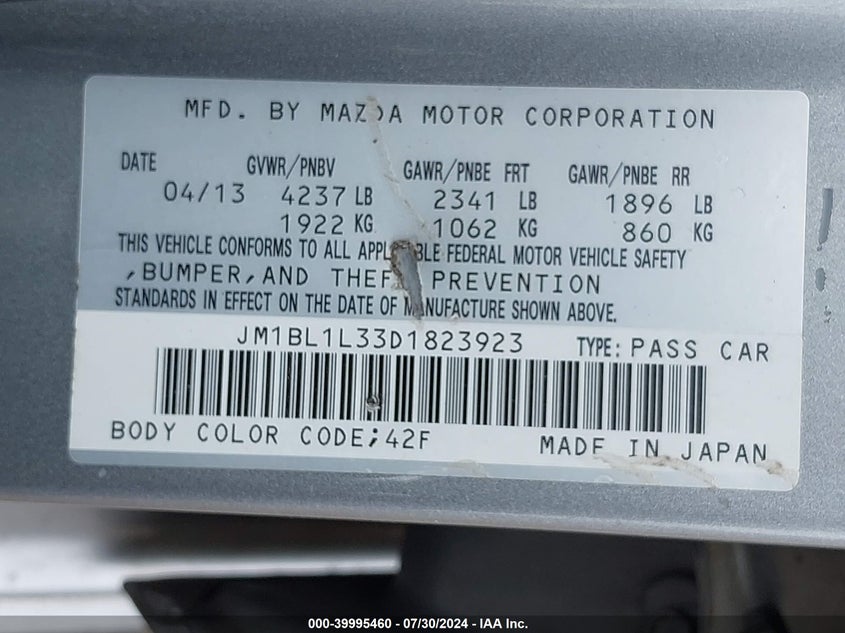 MFD. BY MAZDA MOTOR CORPORATION
DATE GVWR/PNBV GAWR/PNBE FRT GAWR/PNBE RR
04/13 4237 LB 2341 LB 1896 LB
1922 KG 1062 KG 860 KG
THIS VEHICLE CONFORMS TO ALL APPLICABLE FEDERAL MOTOR VEHICLE SAFETY
,BUMPER,AND THEFT PREVENTION
STANDARDS IN EFFECT ON THE DATE OF MANUFACTURE SHOWN ABOVE.
JM1BL1L33D1823923 TYPE: PASS CAR
BODY COLOR CODE;42F MADE IN JAPAN
000-39995460 - 07/30/2024 - IAA Inc.